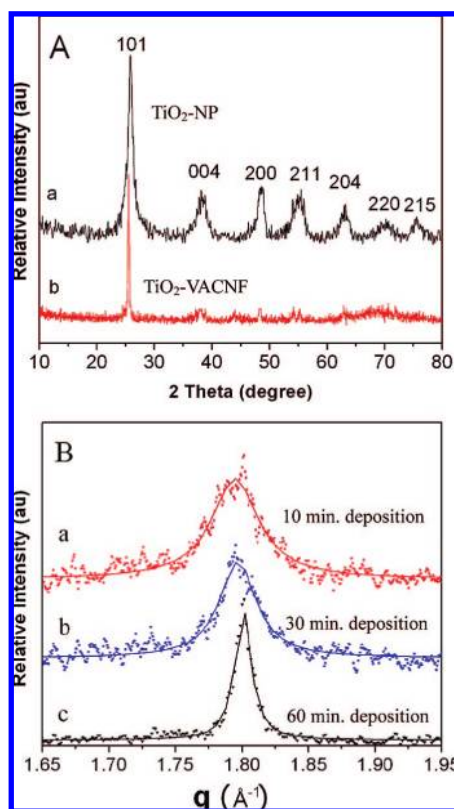 A
101
TiO2-NP
004
200
211
204
220
215
a
b
TiO2-VACNF
Relative Intensity (au)
10 20 30 40 50 60 70 80
2 Theta (degree)
B
a
10 min. deposition
b
30 min. deposition
c
60 min. deposition
Relative Intensity (au)
1.65 1.70 1.75 1.80 1.85 1.90 1.95
q (Å-1)